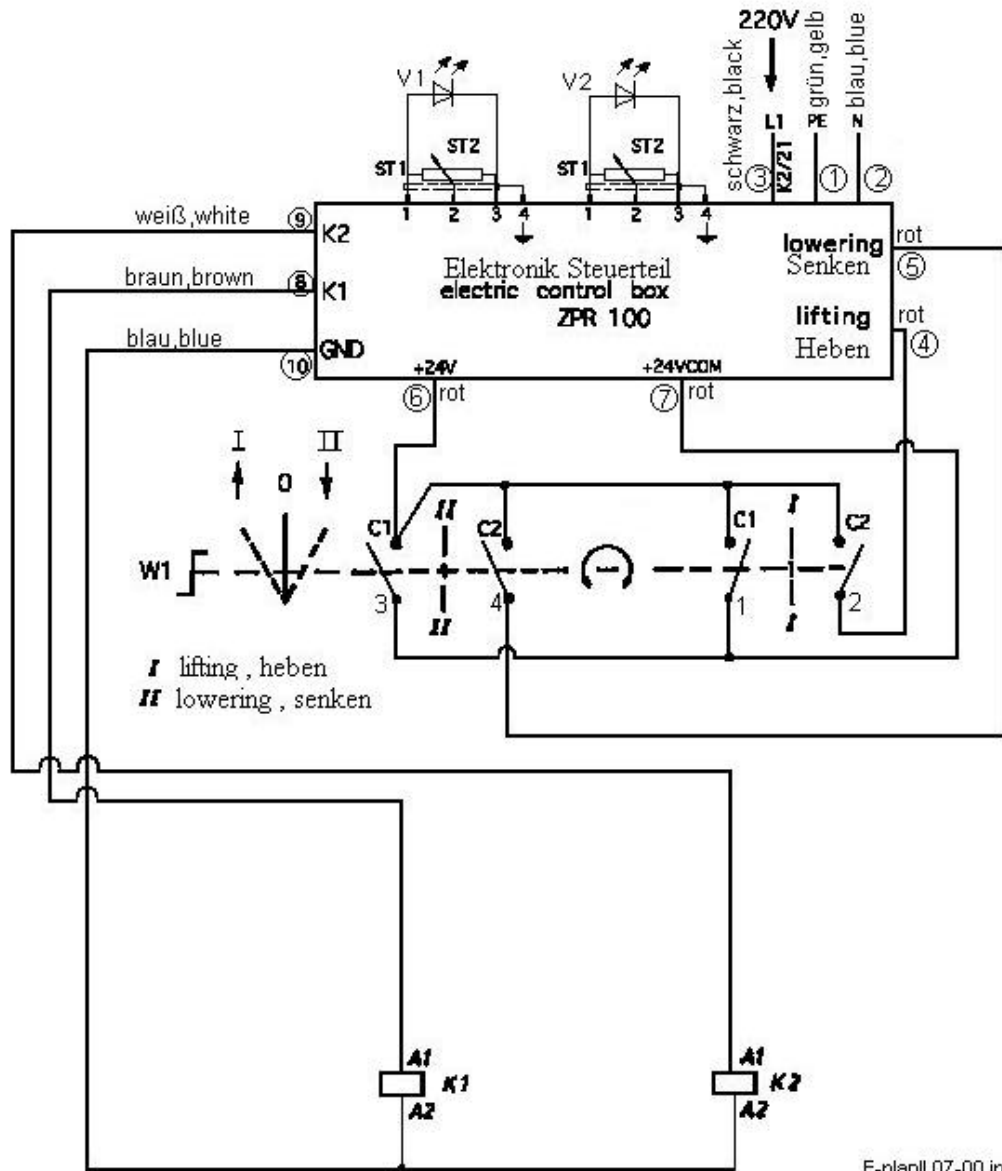 220V
schwarz,black
L1
K2/21
PE
grün,gelb
N
blau,blue
V1
V2
ST1
ST2
ST1
ST2
③
①
②
1 2 3 4
1 2 3 4
weiß,white
⑨
K2
braun,brown
⑧
K1
blau,blue
⑩
GND
Elektronik Steuerteil
electric control box
ZPR 100
lowering
Senken
rot
⑤
lifting
Heben
rot
④
+24V
⑥
rot
+24VCOM
⑦
rot
I
0
II
W1
C1
II
C2
C1
I
C2
3
II
4
1
I
2
I lifting , heben
II lowering , senken
A1
K1
A2
A1
K2
A2